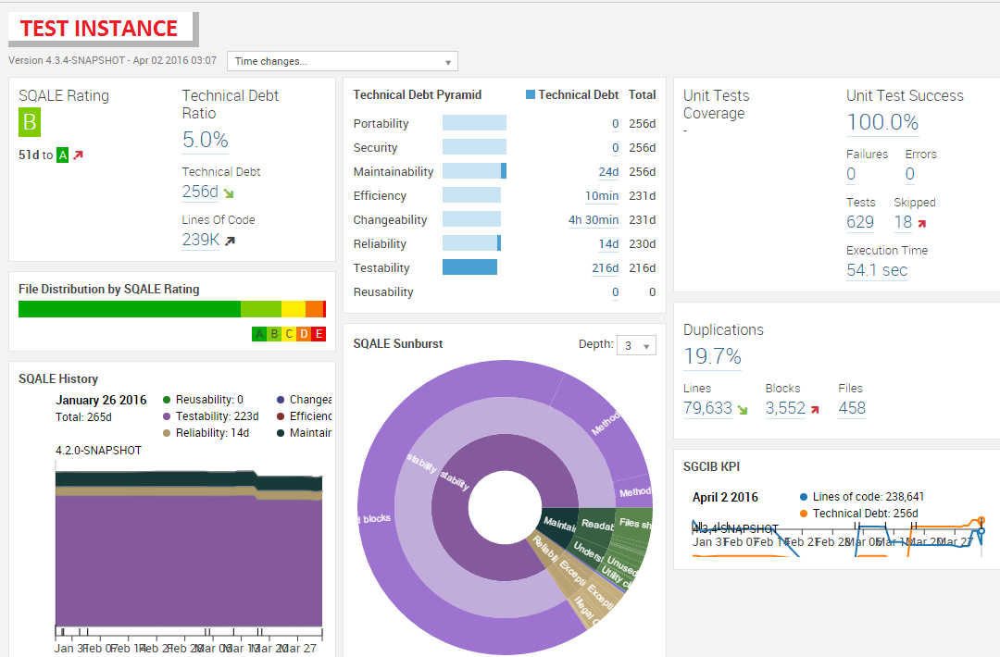 TEST INSTANCE
Version 4.3.4-SNAPSHOT - Apr 02 2016 03:07
Time changes...
SQALE Rating
B
51d to A
Technical Debt
Ratio
5.0%
Technical Debt
256d
Lines Of Code
239K
File Distribution by SQALE Rating
A B C D E
SQALE History
January 26 2016
Total: 265d
Reusability: 0
Testability: 223d
Reliability: 14d
Changea
Efficienc
Maintain
4.2.0-SNAPSHOT
Jan 31 Feb 07 Feb 14 Feb 21 Feb 28 Mar 06 Mar 13 Mar 20 Mar 27
Technical Debt Pyramid Technical Debt Total
Portability 0 256d
Security 0 256d
Maintainability 24d 256d
Efficiency 10min 231d
Changeability 4h 30min 231d
Reliability 14d 230d
Testability 216d 216d
Reusability 0 0
SQALE Sunburst
Depth: 3
Method
Method
stability
stability
d blocks
Maintai
Readab
Files sh
Unders
Unused
Utility cl
Reliabili
Excepti
Excepti
Illegal C
Unit Tests
Coverage
-
Unit Test Success
100.0%
Failures Errors
0 0
Tests Skipped
629 18
Execution Time
54.1 sec
Duplications
19.7%
Lines Blocks Files
79,633 3,552 458
SGCIB KPI
April 2 2016
Lines of code: 238,641
Technical Debt: 256d
4.3.4-SNAPSHOT
Jan 31 Feb 07 Feb 14 Feb 21 Feb 28 Mar 06 Mar 13 Mar 20 Mar 27